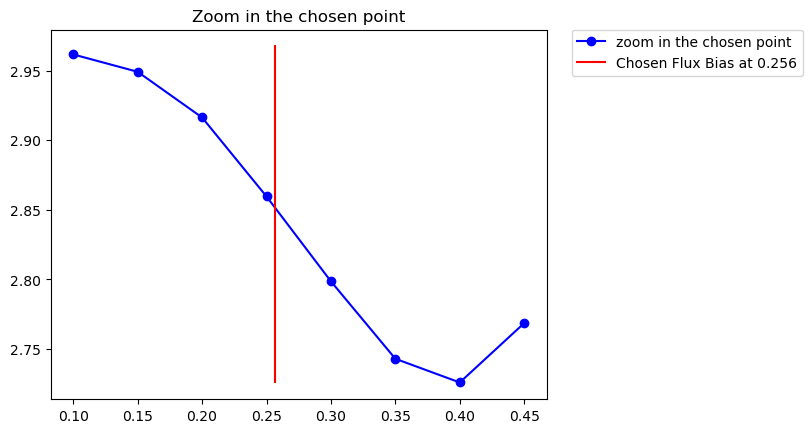 Zoom in the chosen point
zoom in the chosen point
Chosen Flux Bias at 0.256
2.95
2.90
2.85
2.80
2.75
0.10 0.15 0.20 0.25 0.30 0.35 0.40 0.45